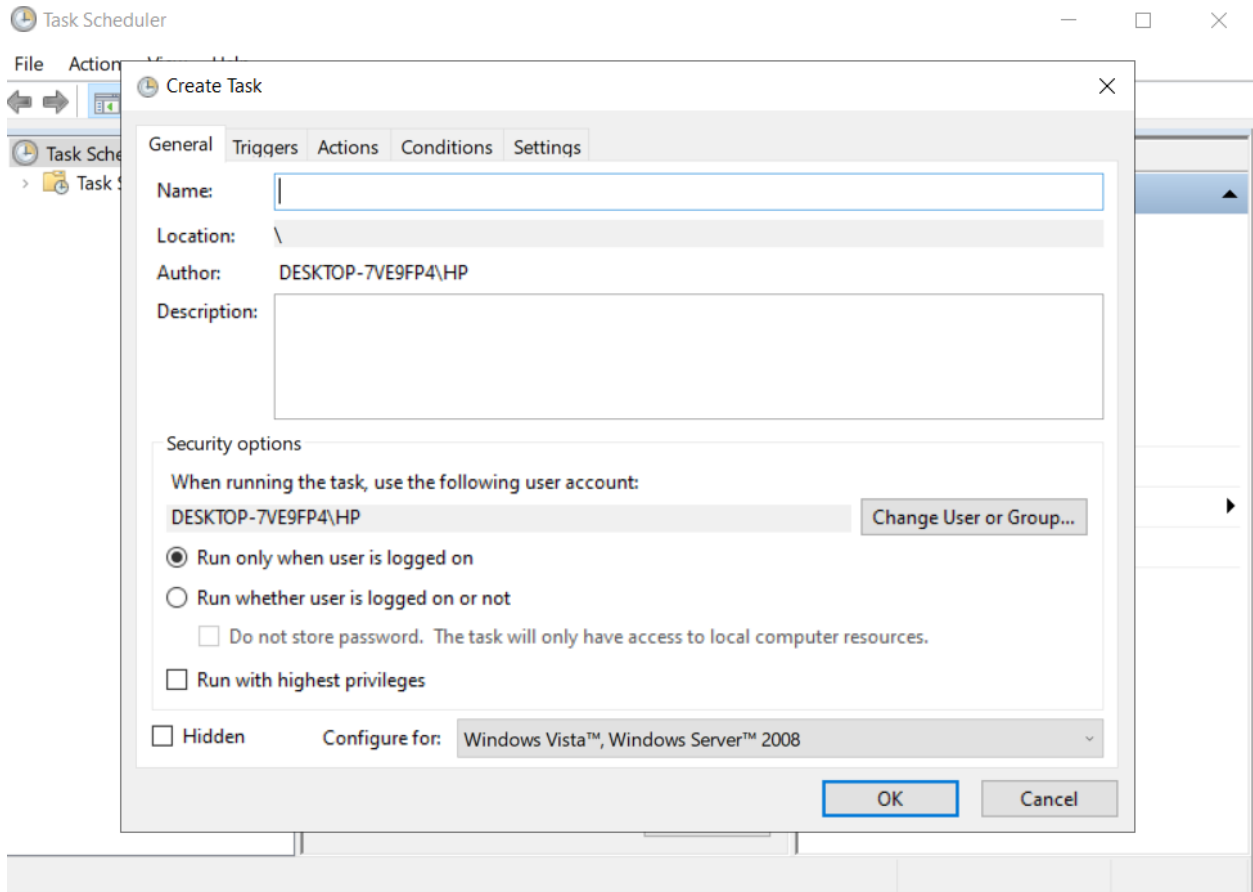 Task Scheduler
File Action
Create Task
General Triggers Actions Conditions Settings
Task Sche
Task S
Name:
Location: \
Author: DESKTOP-7VE9FP4\HP
Description:
Security options
When running the task, use the following user account:
DESKTOP-7VE9FP4\HP Change User or Group...
Run only when user is logged on
Run whether user is logged on or not
Do not store password. The task will only have access to local computer resources.
Run with highest privileges
Hidden Configure for: Windows Vista™, Windows Server™ 2008
OK Cancel